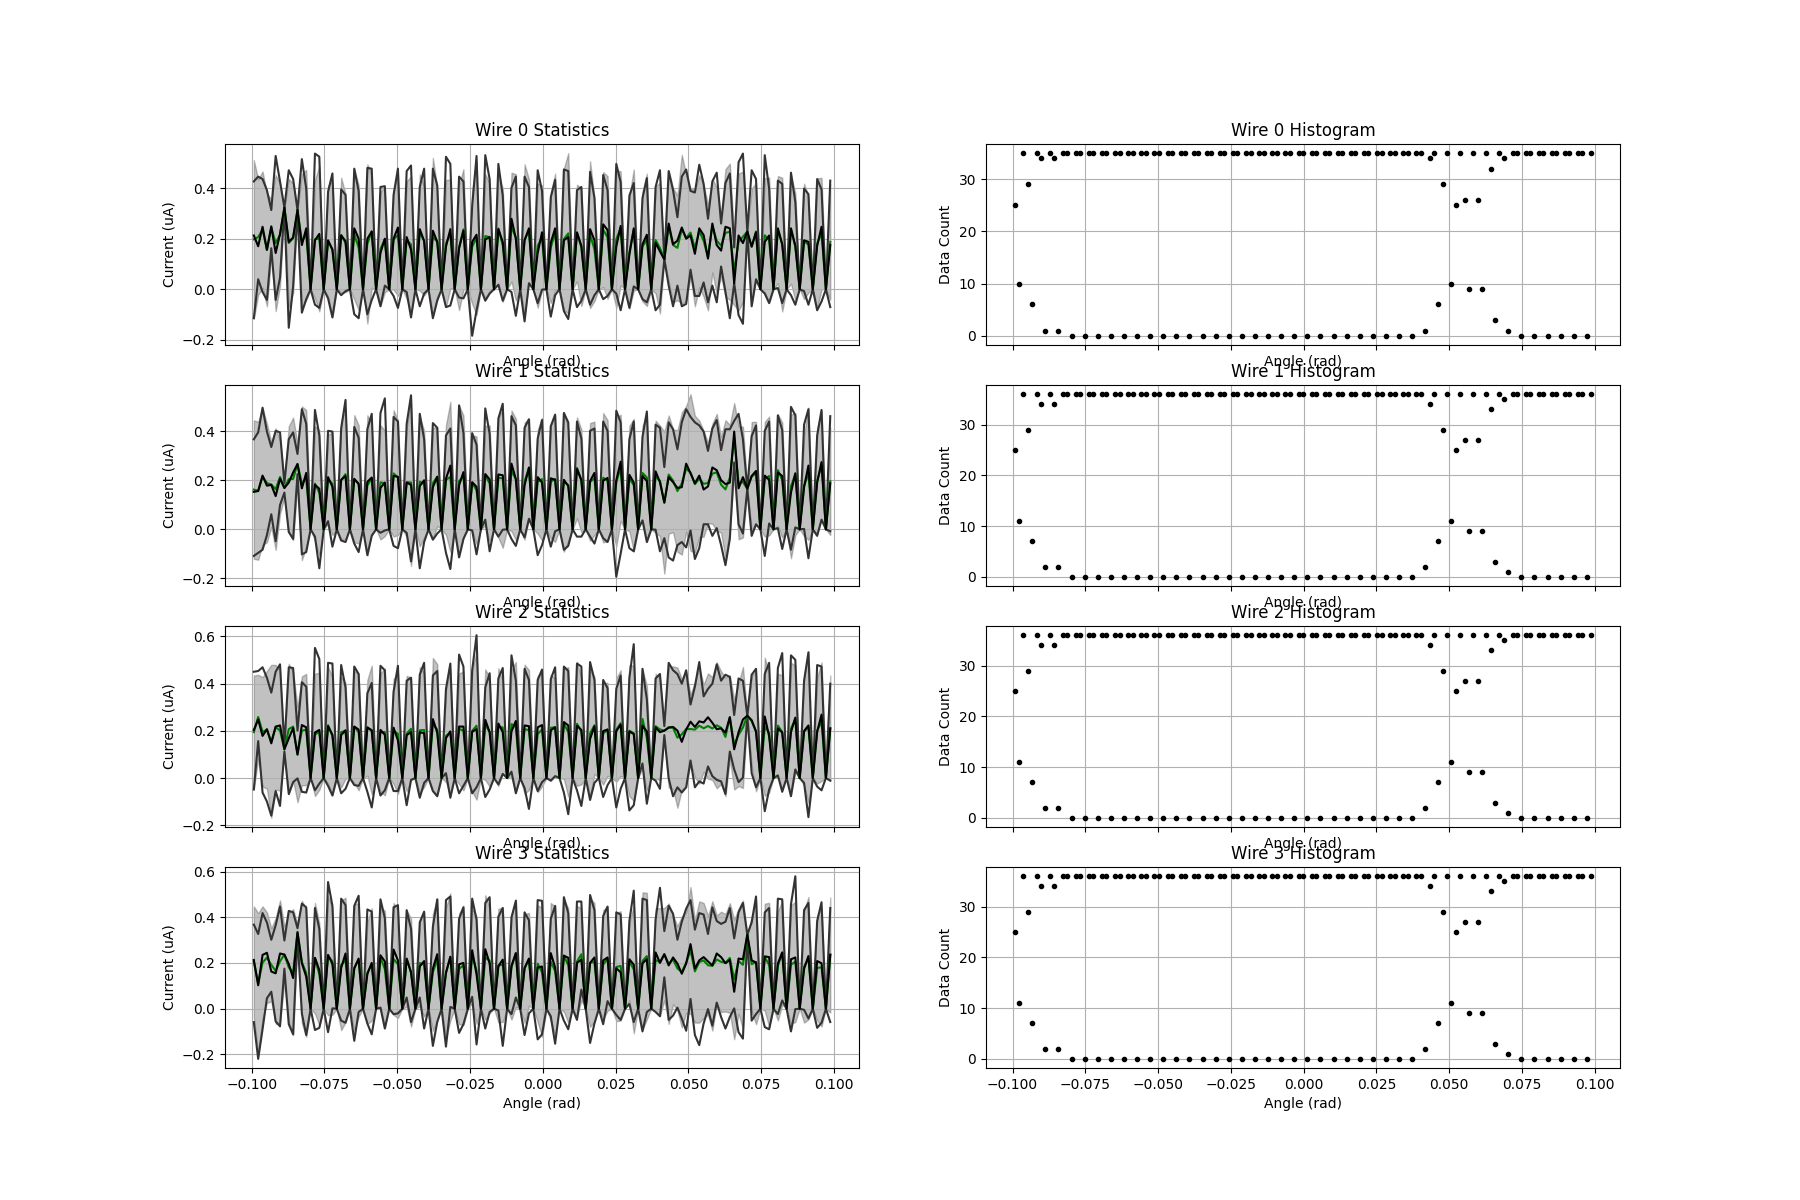 Wire 0 Statistics
Current (uA)
0.4
0.2
0.0
−0.2
Angle (rad)
Wire 0 Histogram
Data Count
30
20
10
0
Angle (rad)
Wire 1 Statistics
Current (uA)
0.4
0.2
0.0
−0.2
Angle (rad)
Wire 1 Histogram
Data Count
30
20
10
0
Angle (rad)
Wire 2 Statistics
Current (uA)
0.6
0.4
0.2
0.0
−0.2
Angle (rad)
Wire 2 Histogram
Data Count
30
20
10
0
Angle (rad)
Wire 3 Statistics
Current (uA)
0.6
0.4
0.2
0.0
−0.2
−0.100 −0.075 −0.050 −0.025 0.000 0.025 0.050 0.075 0.100
Angle (rad)
Wire 3 Histogram
Data Count
30
20
10
0
−0.100 −0.075 −0.050 −0.025 0.000 0.025 0.050 0.075 0.100
Angle (rad)